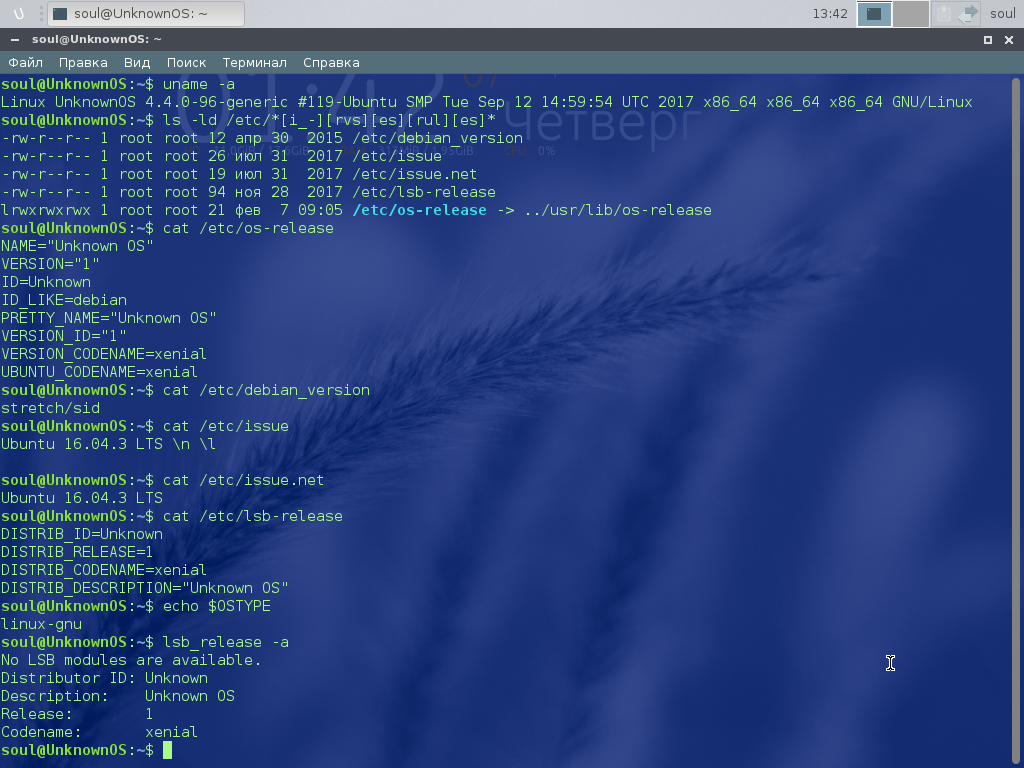 soul@UnknownOS: ~
13:42
soul
soul@UnknownOS: ~
Файл Правка Вид Поиск Терминал Справка
soul@UnknownOS:~$ uname -a
Linux UnknownOS 4.4.0-96-generic #119-Ubuntu SMP Tue Sep 12 14:59:54 UTC 2017 x86_64 x86_64 x86_64 GNU/Linux
soul@UnknownOS:~$ ls -ld /etc/*[i_-][rvs][es][rul][es]*
-rw-r--r-- 1 root root 12 апр 30  2015 /etc/debian_version
-rw-r--r-- 1 root root 26 июл 31  2017 /etc/issue
-rw-r--r-- 1 root root 19 июл 31  2017 /etc/issue.net
-rw-r--r-- 1 root root 94 ноя 28  2017 /etc/lsb-release
lrwxrwxrwx 1 root root 21 фев  7 09:05 /etc/os-release -> ../usr/lib/os-release
четверг
0%
soul@UnknownOS:~$ cat /etc/os-release
NAME="Unknown OS"
VERSION="1"
ID=Unknown
ID_LIKE=debian
PRETTY_NAME="Unknown OS"
VERSION_ID="1"
VERSION_CODENAME=xenial
UBUNTU_CODENAME=xenial
soul@UnknownOS:~$ cat /etc/debian_version
stretch/sid
soul@UnknownOS:~$ cat /etc/issue
Ubuntu 16.04.3 LTS \n \l
soul@UnknownOS:~$ cat /etc/issue.net
Ubuntu 16.04.3 LTS
soul@UnknownOS:~$ cat /etc/lsb-release
DISTRIB_ID=Unknown
DISTRIB_RELEASE=1
DISTRIB_CODENAME=xenial
DISTRIB_DESCRIPTION="Unknown OS"
soul@UnknownOS:~$ echo $OSTYPE
linux-gnu
soul@UnknownOS:~$ lsb_release -a
No LSB modules are available.
Distributor ID: Unknown
Description:    Unknown OS
Release:        1
Codename:       xenial
soul@UnknownOS:~$